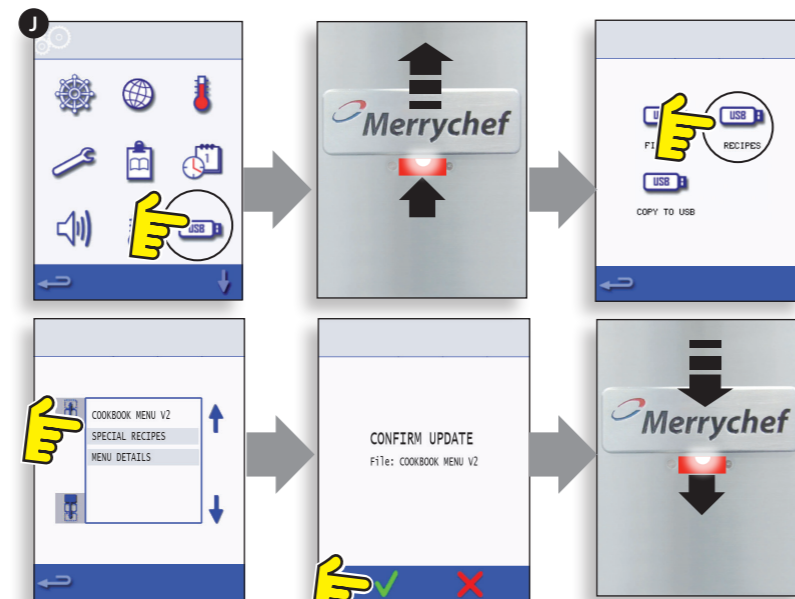 J
1
USB
Merrychef
USB
RECIPES
USB
COPY TO USB
COOKBOOK MENU V2
SPECIAL RECIPES
MENU DETAILS
CONFIRM UPDATE
File: COOKBOOK MENU V2
Merrychef